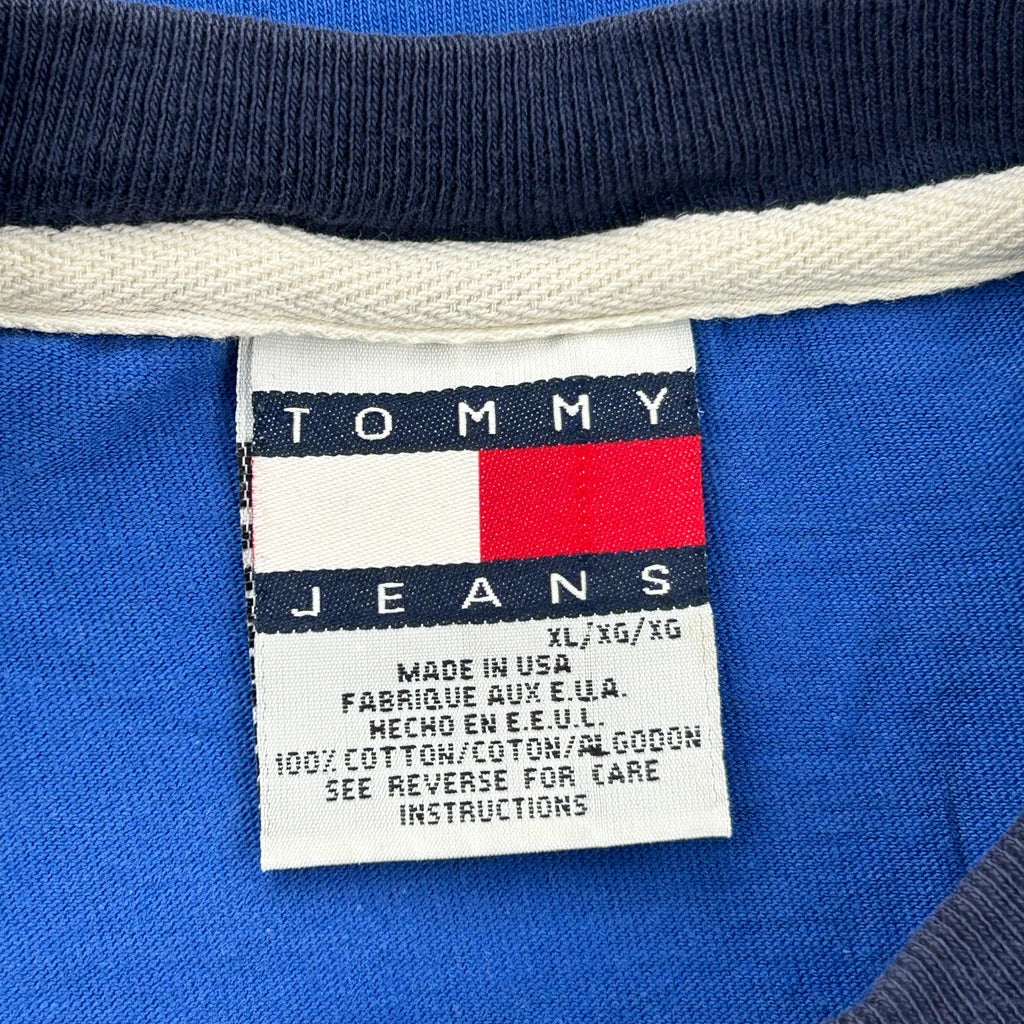 TOMMY
JEANS
XL/XG/XG
MADE IN USA
FABRIQUE AUX E.U.A.
HECHO EN E.E.U.L.
100% COTTON/COTON/ALGODON
SEE REVERSE FOR CARE
INSTRUCTIONS